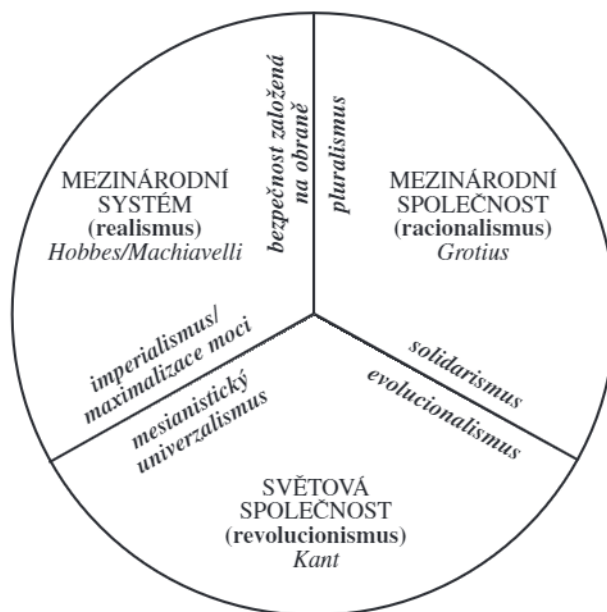 bezpečnost založená
na obraně
pluralismus
MEZINÁRODNÍ
SYSTÉM
(realismus)
Hobbes/Machiavelli
MEZINÁRODNÍ
SPOLEČNOST
(racionalismus)
Grotius
imperialismus/
maximalizace moci
mesianistický
univerzalismus
solidarismus
evolucionalismus
SVĚTOVÁ
SPOLEČNOST
(revolucionismus)
Kant